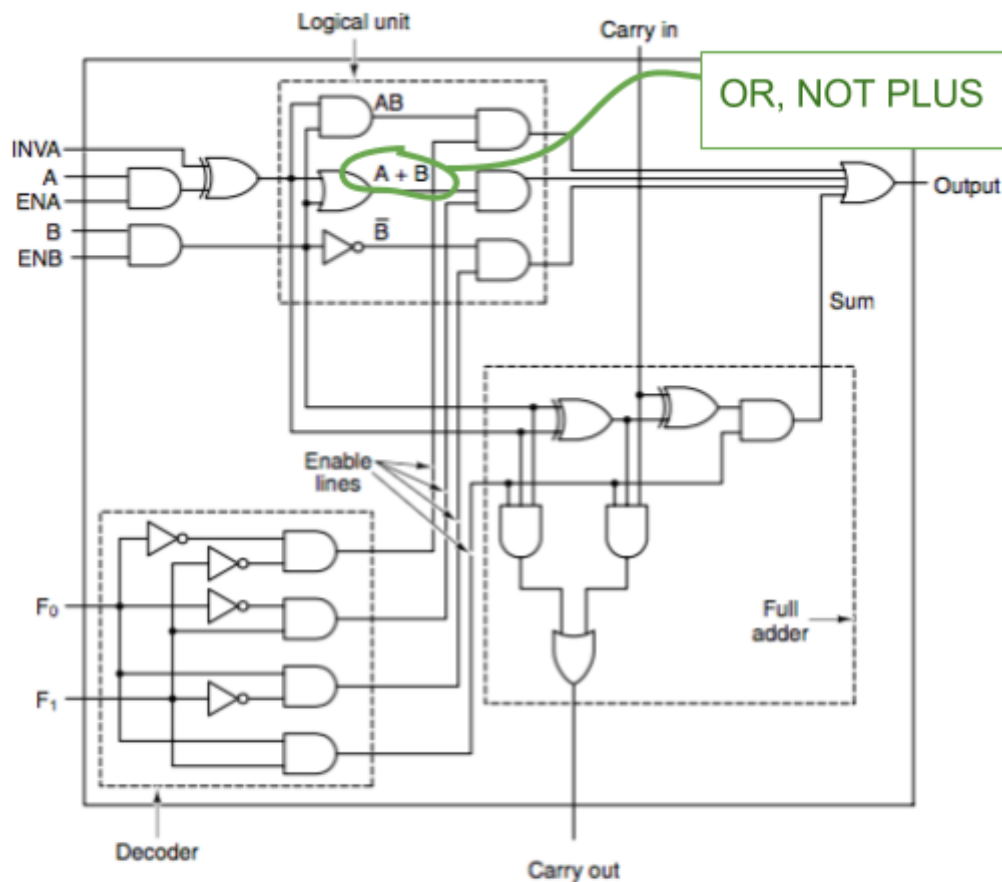 Logical unit
Carry in
OR, NOT PLUS
AB
INVA
A
ENA
A + B
Output
B
ENB
B̅
Sum
Enable
lines
F₀
Full
adder
F₁
Decoder
Carry out